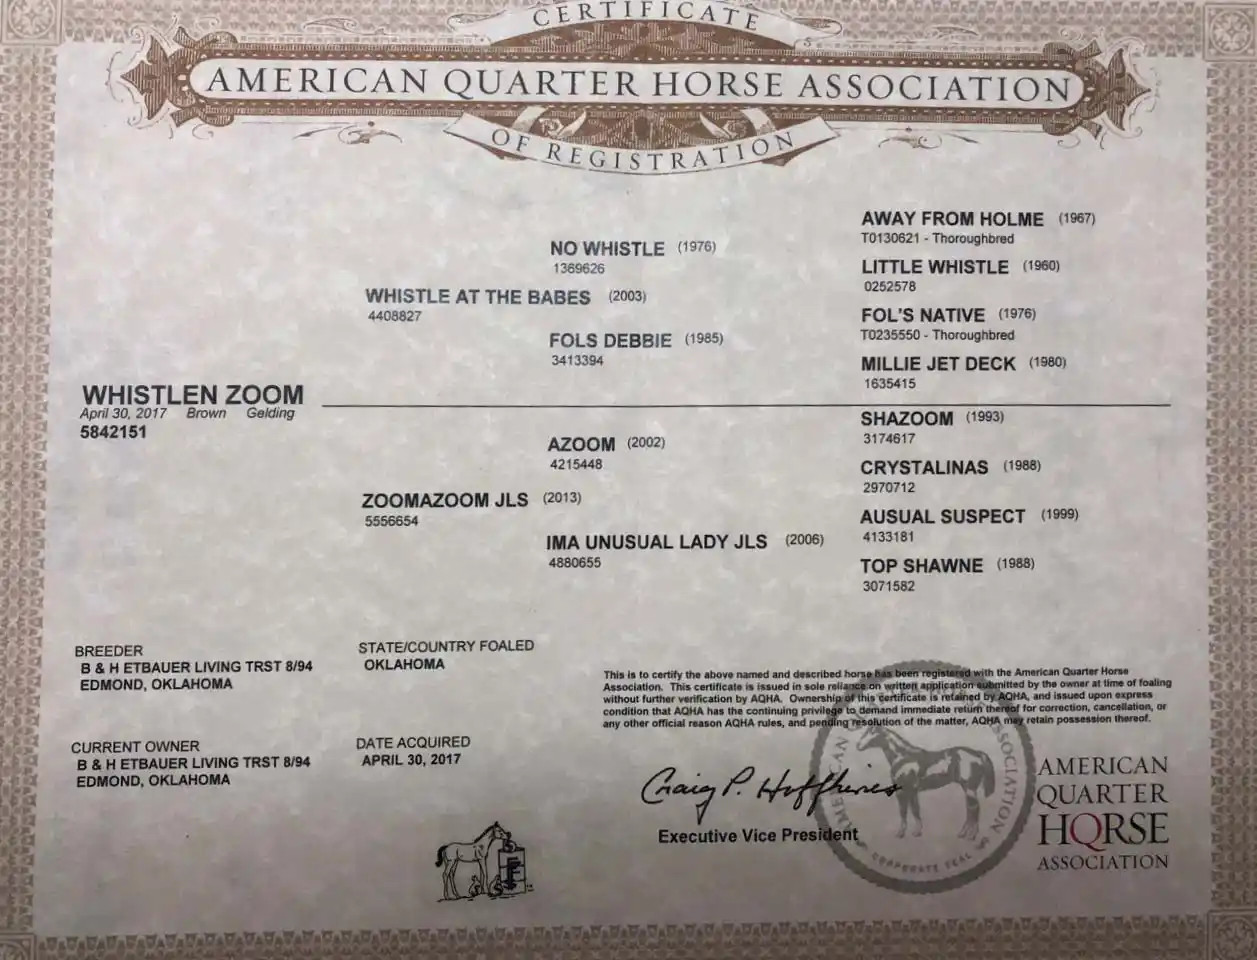 CERTIFICATE
AMERICAN QUARTER HORSE ASSOCIATION
OF REGISTRATION
AWAY FROM HOLME (1967)
T0130621 - Thoroughbred
NO WHISTLE (1976)
1369626
LITTLE WHISTLE (1960)
0252578
WHISTLE AT THE BABES (2003)
4408827
FOL'S NATIVE (1976)
T0235550 - Thoroughbred
FOLS DEBBIE (1985)
3413394
MILLIE JET DECK (1980)
1635415
WHISTLEN ZOOM
April 30, 2017 Brown Gelding
5842151
SHAZOOM (1993)
3174617
AZOOM (2002)
4215448
CRYSTALINAS (1988)
2970712
ZOOMAZOOM JLS (2013)
5556654
AUSUAL SUSPECT (1999)
4133181
IMA UNUSUAL LADY JLS (2006)
4880655
TOP SHAWNE (1988)
3071582
BREEDER
B & H ETBAUER LIVING TRST 8/94
EDMOND, OKLAHOMA
STATE/COUNTRY FOALED
OKLAHOMA
This is to certify the above named and described horse has been registered with the American Quarter Horse
Association. This certificate is issued in sole reliance on written application submitted by the owner at time of foaling
without further verification by AQHA. Ownership of this certificate is retained by AQHA, and issued upon express
condition that AQHA has the continuing privilege to demand immediate return thereof for correction, cancellation, or
any other official reason AQHA rules, and pending resolution of the matter, AQHA may retain possession thereof.
CURRENT OWNER
B & H ETBAUER LIVING TRST 8/94
EDMOND, OKLAHOMA
DATE ACQUIRED
APRIL 30, 2017
Craig P. Huffhines
Executive Vice President
CORPORATE SEAL
AMERICAN
QUARTER
HORSE
ASSOCIATION